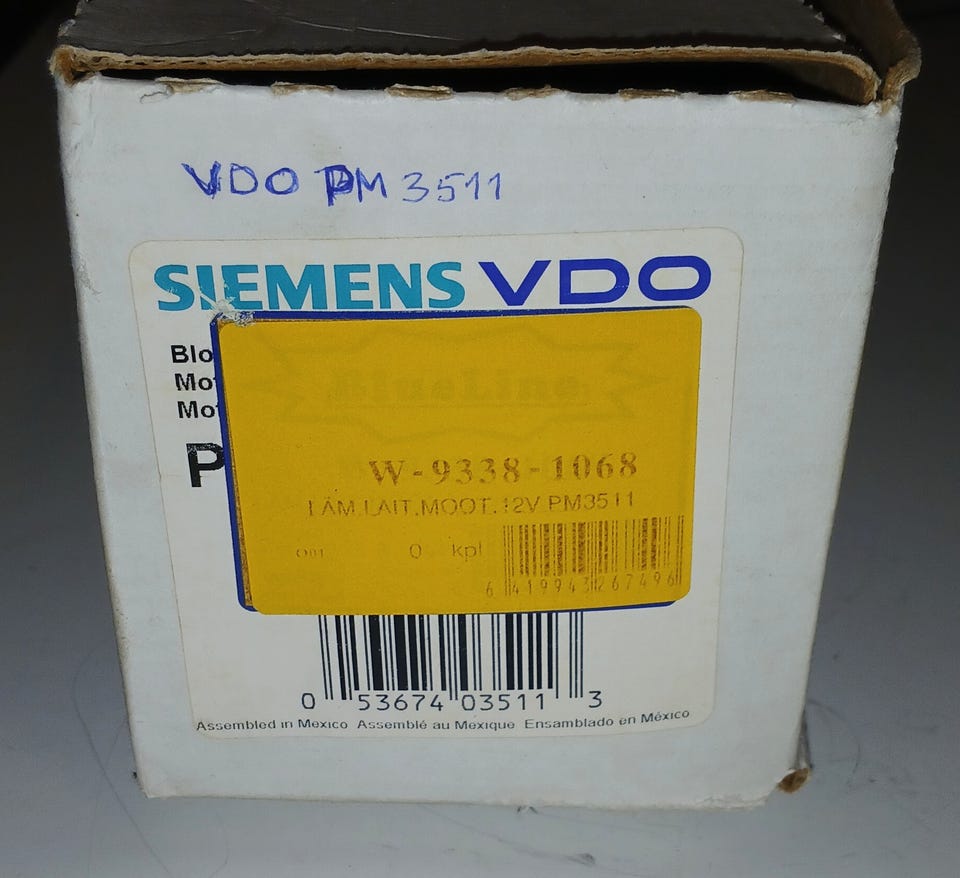 VDO PM 3511
SIEMENS VDO
Blo
Mot
Mot
P
BlueLine
W-9338-1068
LÄM.LAIT.MOOT.12V PM3511
0 kpl
6 419943 267496
0 53674 03511 3
Assembled in Mexico Assemblé au Mexique Ensamblado en México